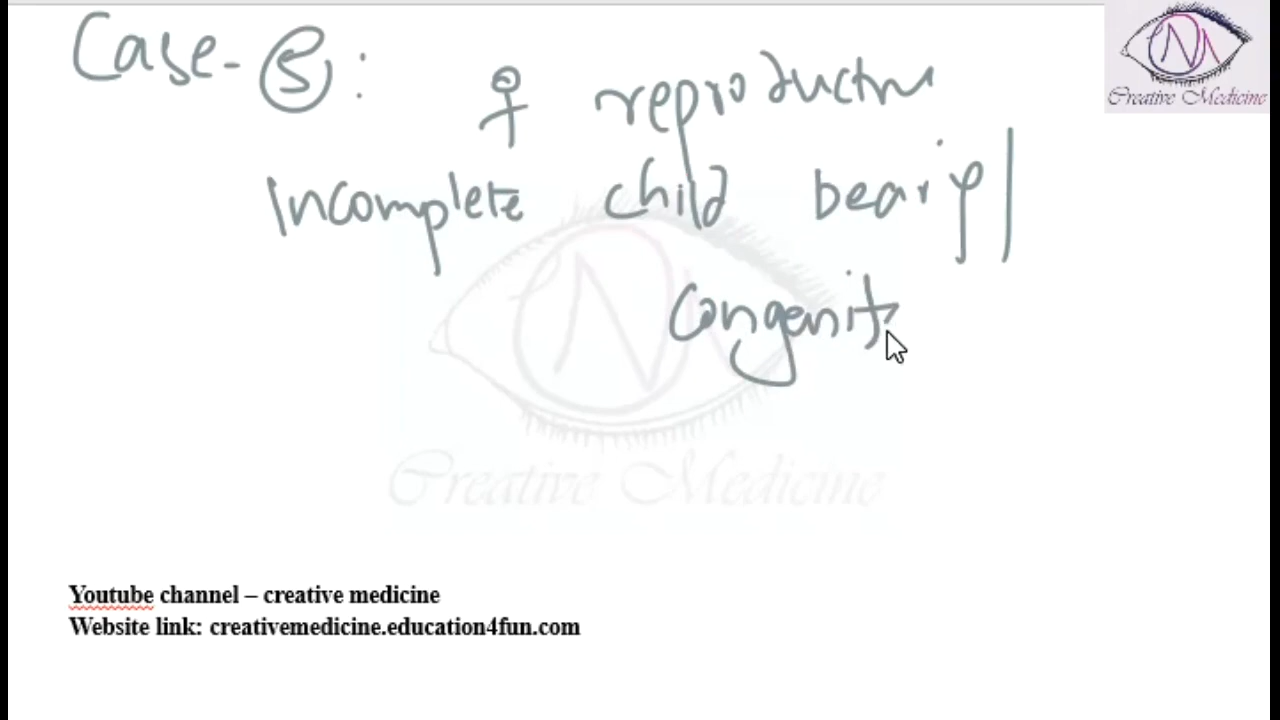 Case - 5 :
♀ reproductive
Incomplete child bearing |
Congenit
Creative Medicine
Creative Medicine
Youtube channel – creative medicine
Website link: creativemedicine.education4fun.com